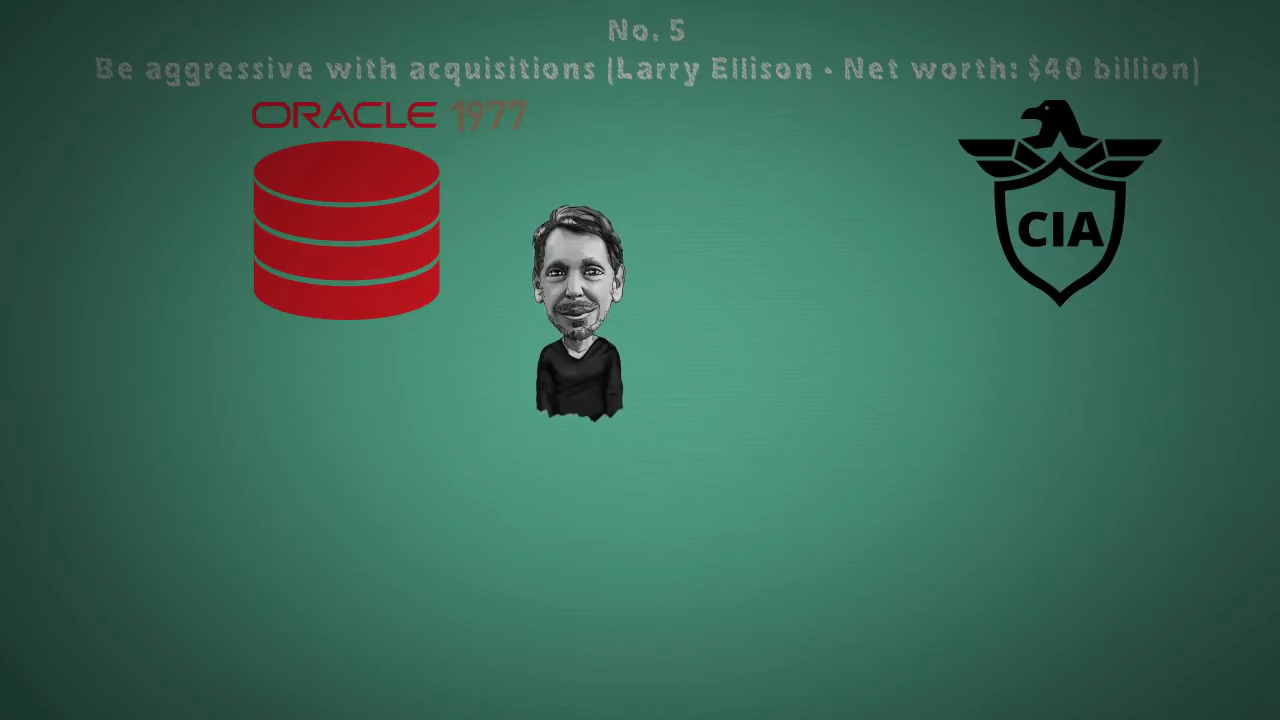 No. 5
Be aggressive with acquisitions (Larry Ellison - Net worth: $40 billion)
ORACLE 1977
CIA